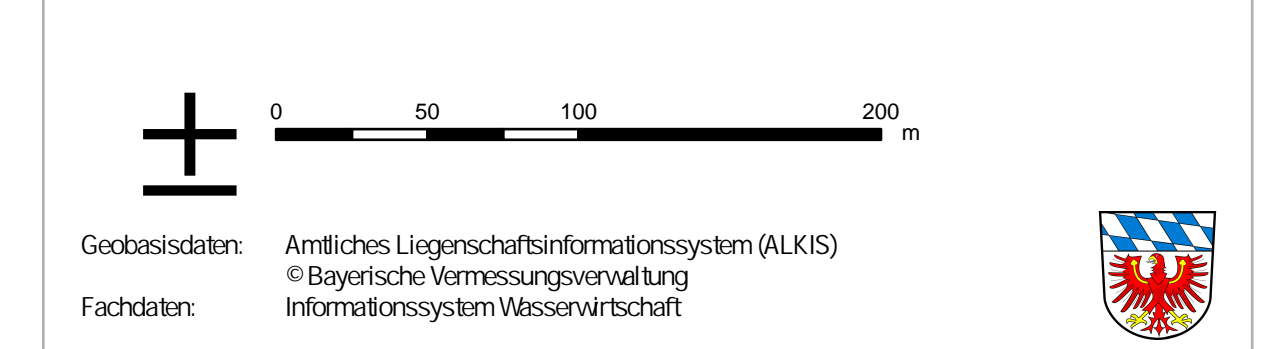 0 50 100 200
m
Geobasisdaten: Amtliches Liegenschaftsinformationssystem (ALKIS)
© Bayerische Vermessungsverwaltung
Fachdaten: Informationssystem Wasserwirtschaft